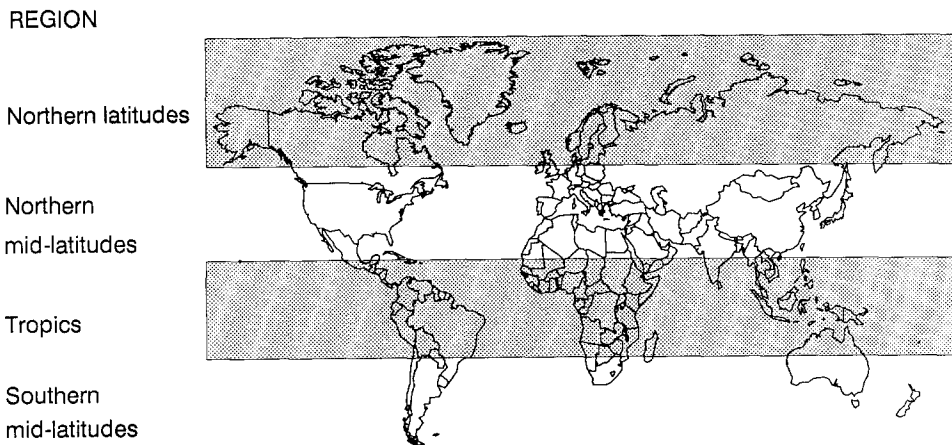 REGION
Northern latitudes
Northern
mid-latitudes
Tropics
Southern
mid-latitudes